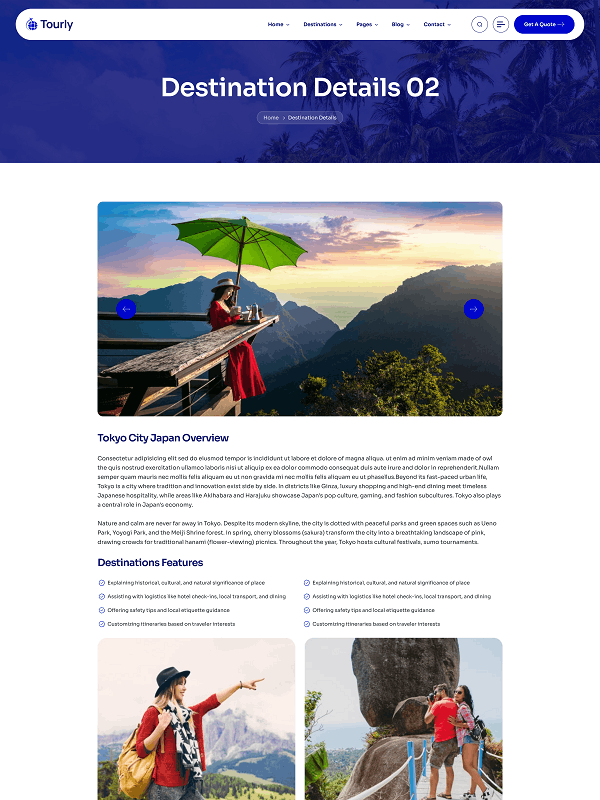 Tourly
Home Destinations Pages Blog Contact Get A Quote
Destination Details 02
Home > Destination Details
Tokyo City Japan Overview
Consectetur adipisicing elit sed do eiusmod tempor is incididunt ut labore et dolore of magna aliqua. ut enim ad minim veniam made of owl
the quis nostrud exercitation ullamco laboris nisi ut aliquip ex ea dolor commodo consequat duis aute irure and dolor in reprehenderit.Nullam
semper quam mauris nec mollis felis aliquam eu ut non gravida mi nec mollis felis aliquam eu ut phasellus.Beyond its fast-paced urban life,
Tokyo is a city where tradition and innovation exist side by side. In districts like Ginza, luxury shopping and high-end dining meet timeless
Japanese hospitality, while areas like Akihabara and Harajuku showcase Japan's pop culture, gaming, and fashion subcultures. Tokyo also plays
a central role in Japan's economy.
Nature and calm are never far away in Tokyo. Despite its modern skyline, the city is dotted with peaceful parks and green spaces such as Ueno
Park, Yoyogi Park, and the Meiji Shrine forest. In spring, cherry blossoms (sakura) transform the city into a breathtaking landscape of pink,
drawing crowds for traditional hanami (flower-viewing) picnics. Throughout the year, Tokyo hosts cultural festivals, sumo tournaments.
Destinations Features
Explaining historical, cultural, and natural significance of place
Explaining historical, cultural, and natural significance of place
Assisting with logistics like hotel check-ins, local transport, and dining
Assisting with logistics like hotel check-ins, local transport, and dining
Offering safety tips and local etiquette guidance
Offering safety tips and local etiquette guidance
Customizing itineraries based on traveler interests
Customizing itineraries based on traveler interests